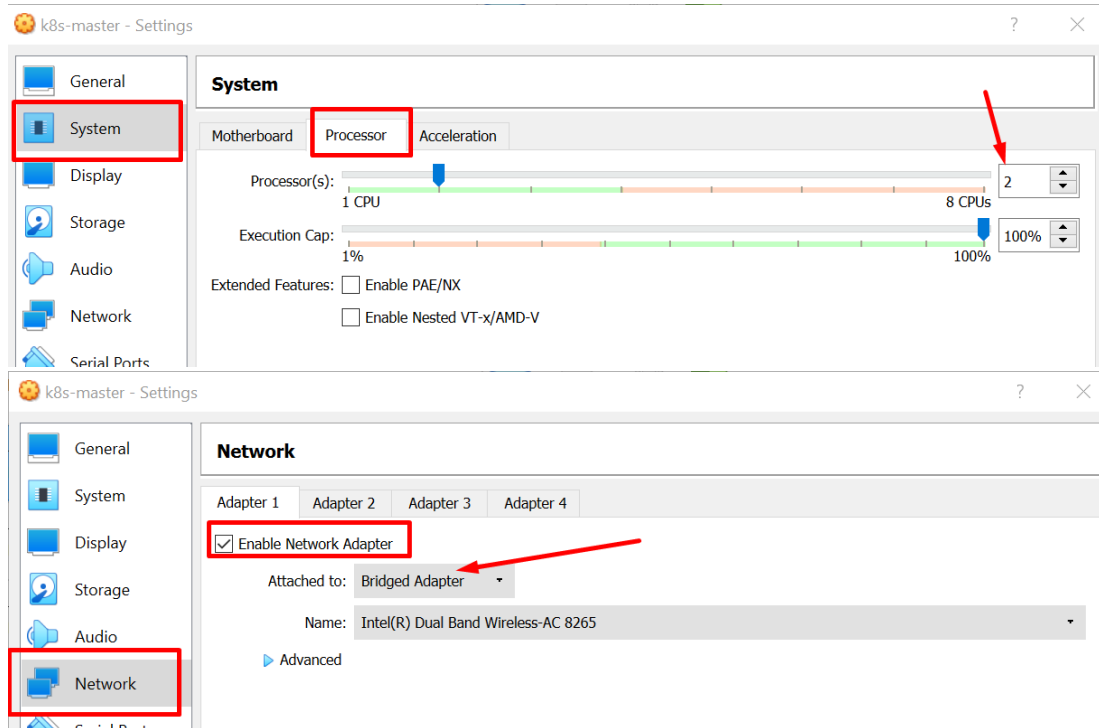 k8s-master - Settings
?
General
System
Display
Storage
Audio
Network
Serial Ports
System
Motherboard Processor Acceleration
Processor(s): 2
1 CPU 8 CPUs
Execution Cap: 100%
1% 100%
Extended Features: Enable PAE/NX
Enable Nested VT-x/AMD-V
k8s-master - Settings
?
General
System
Display
Storage
Audio
Network
Network
Adapter 1 Adapter 2 Adapter 3 Adapter 4
Enable Network Adapter
Attached to: Bridged Adapter
Name: Intel(R) Dual Band Wireless-AC 8265
Advanced